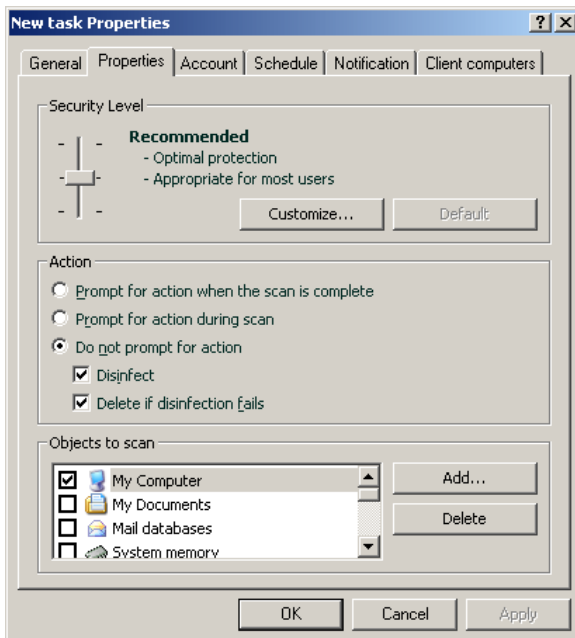 New task Properties
General Properties Account Schedule Notification Client computers
Security Level
Recommended
- Optimal protection
- Appropriate for most users
Customize... Default
Action
Prompt for action when the scan is complete
Prompt for action during scan
Do not prompt for action
Disinfect
Delete if disinfection fails
Objects to scan
My Computer
Add...
My Documents
Mail databases
Delete
System memory
OK Cancel Apply